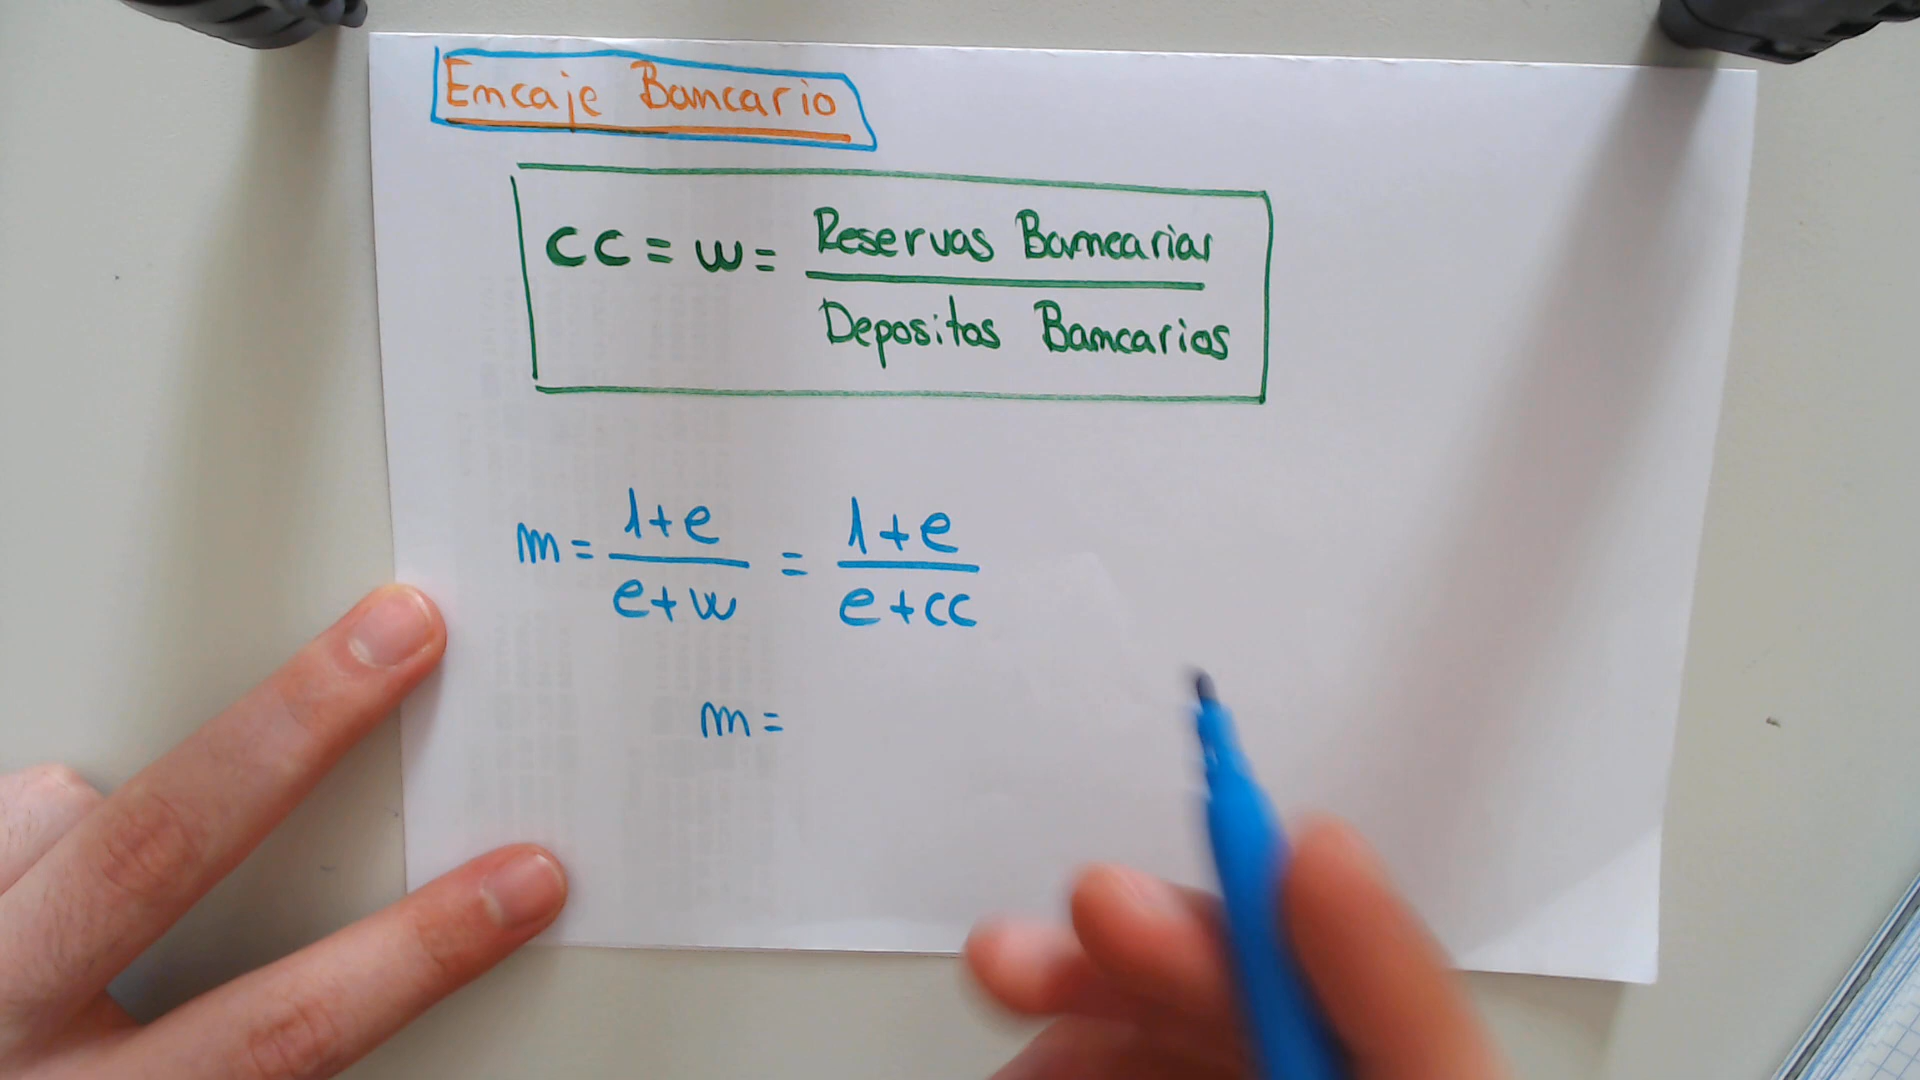 Encaje Bancario
CC = w = Reservas Bancarias
Depositos Bancarios
m = 1+e / e+w = 1+e / e+cc
m =